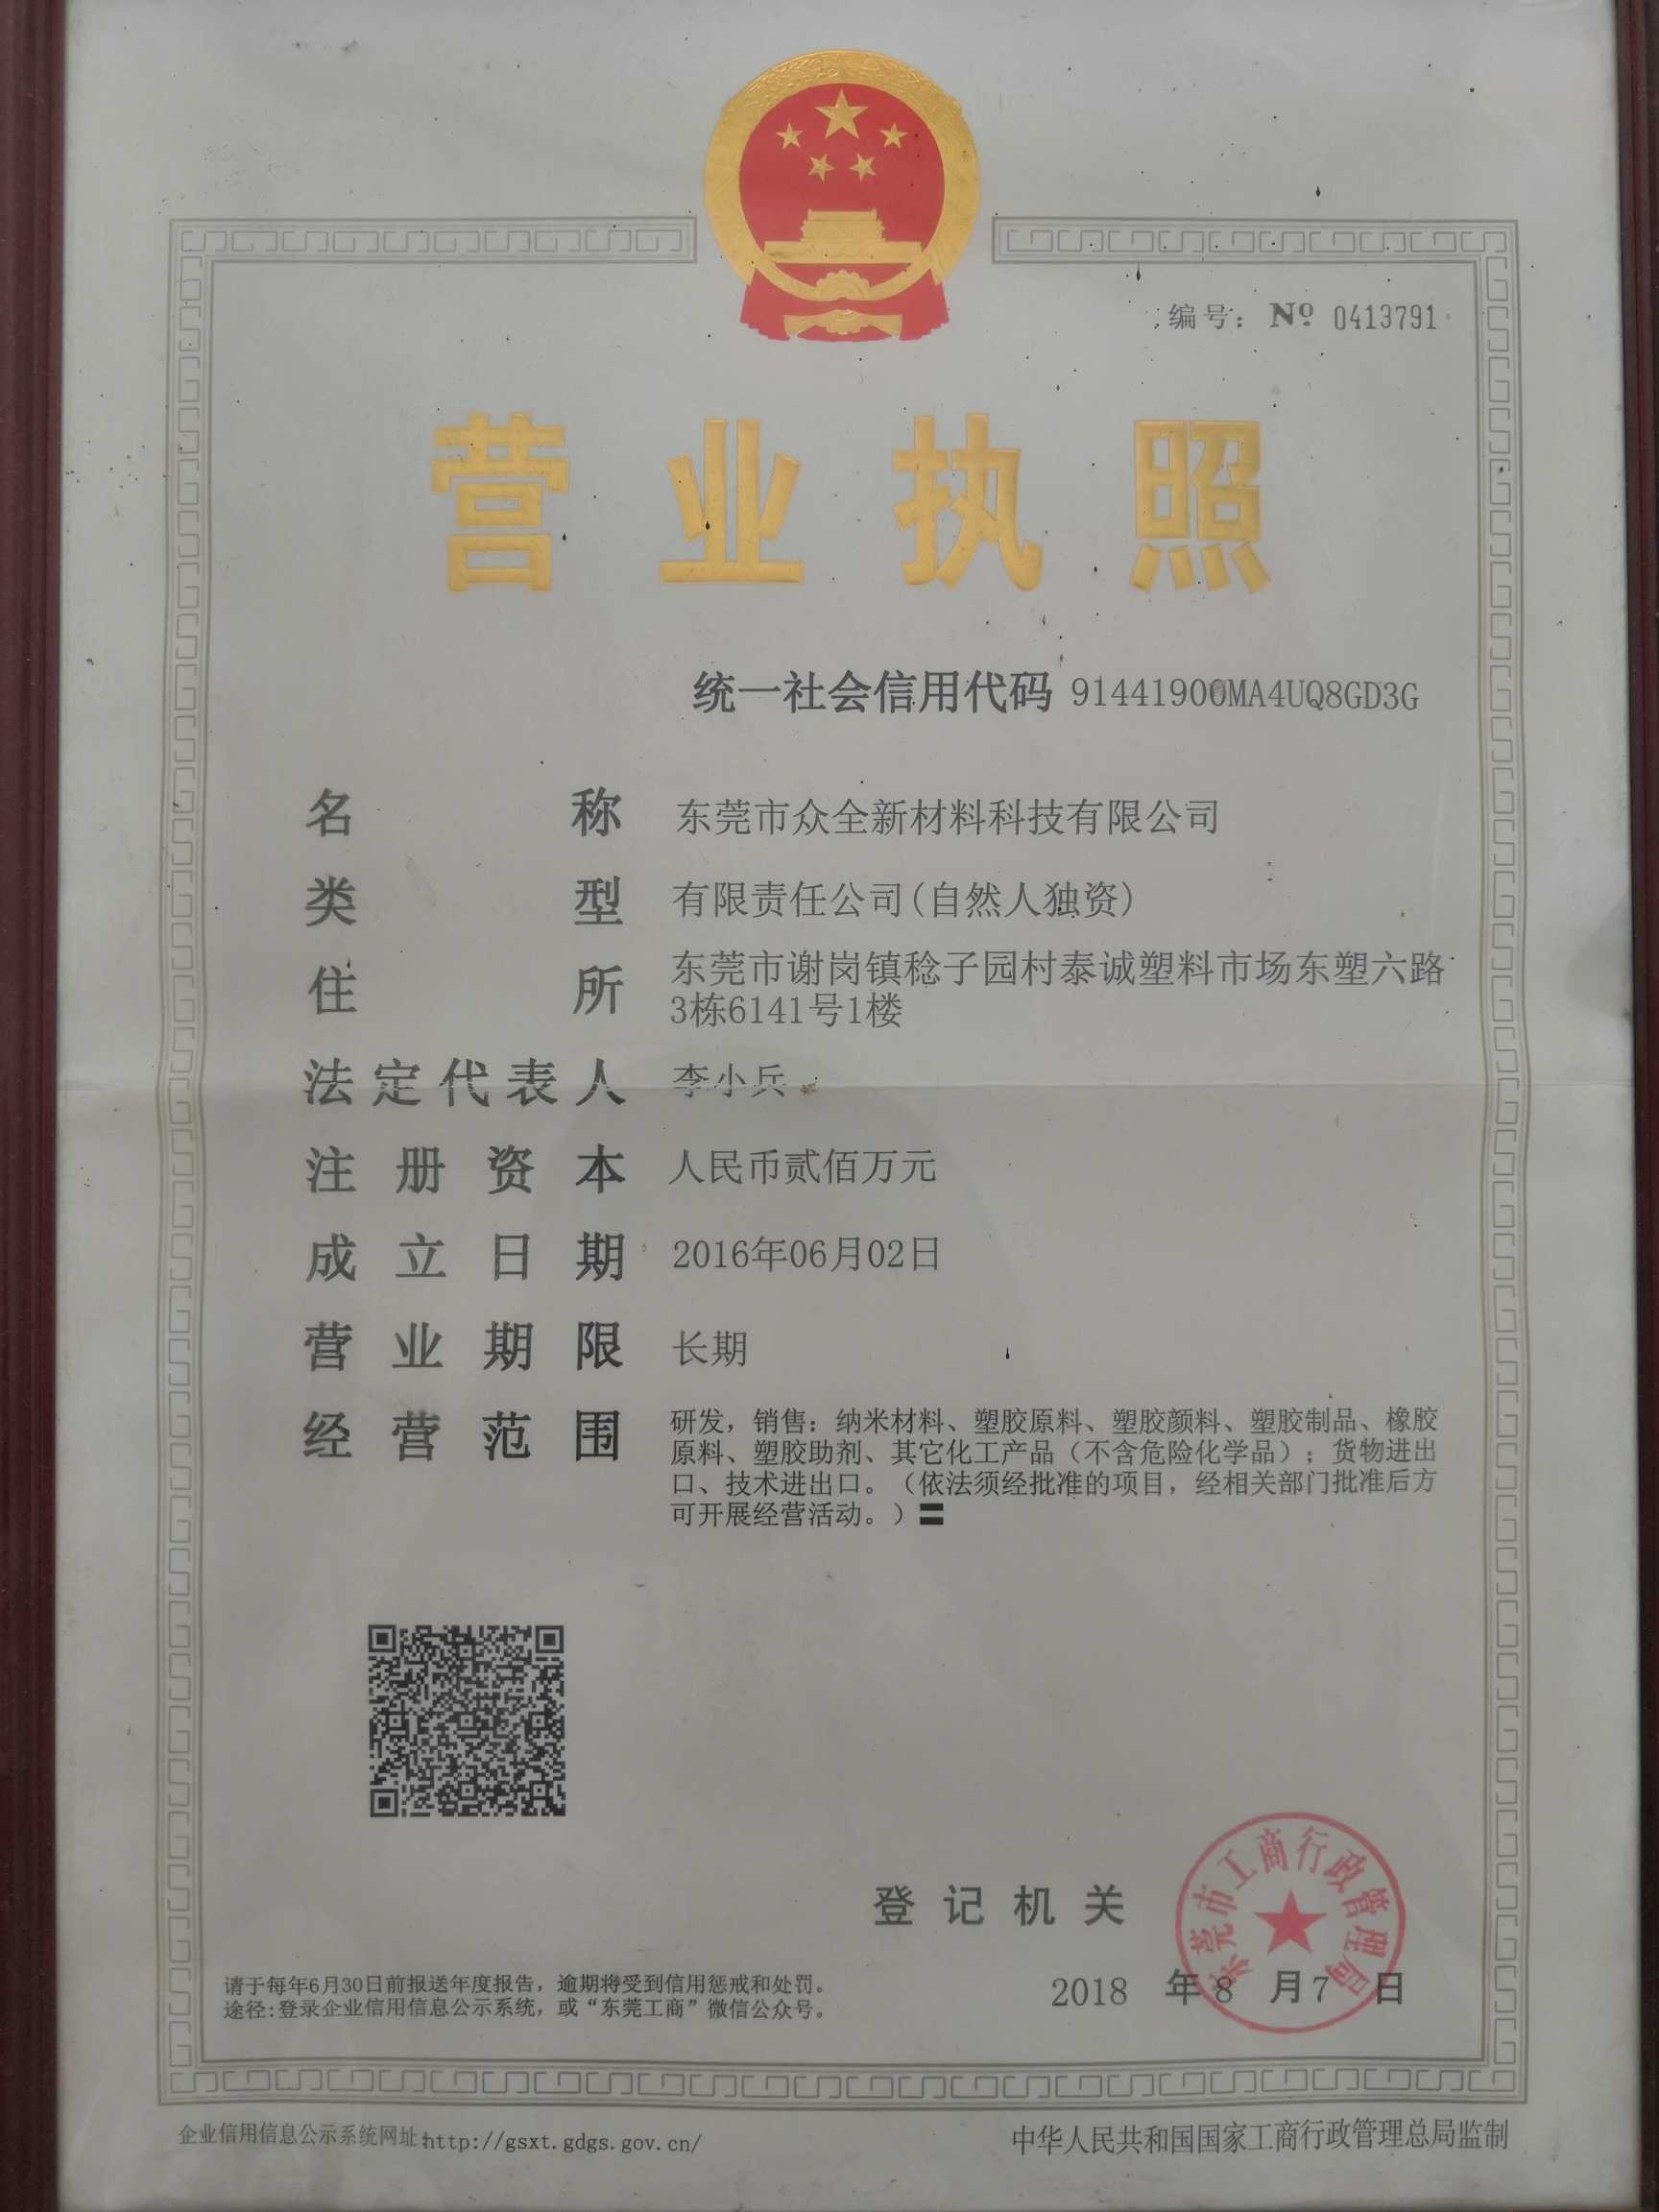 编号： Nº 0413791
营业执照
统一社会信用代码 91441900MA4UQ8GD3G
名称 东莞市众全新材料科技有限公司
类型 有限责任公司(自然人独资)
住所 东莞市谢岗镇稔子园村泰诚塑料市场东塑六路
3栋6141号1楼
法定代表人 李小兵
注册资本 人民币贰佰万元
成立日期 2016年06月02日
营业期限 长期
经营范围 研发，销售：纳米材料、塑胶原料、塑胶颜料、塑胶制品、橡胶
原料、塑胶助剂、其它化工产品（不含危险化学品）；货物进出
口、技术进出口。（依法须经批准的项目，经相关部门批准后方
可开展经营活动。）〓
登记机关
东莞市工商行政管理局
2018 年 8 月 7 日
请于每年6月30日前报送年度报告，逾期将受到信用惩戒和处罚。
途径:登录企业信用信息公示系统，或“东莞工商”微信公众号。
企业信用信息公示系统网址:http://gsxt.gdgs.gov.cn/
中华人民共和国国家工商行政管理总局监制